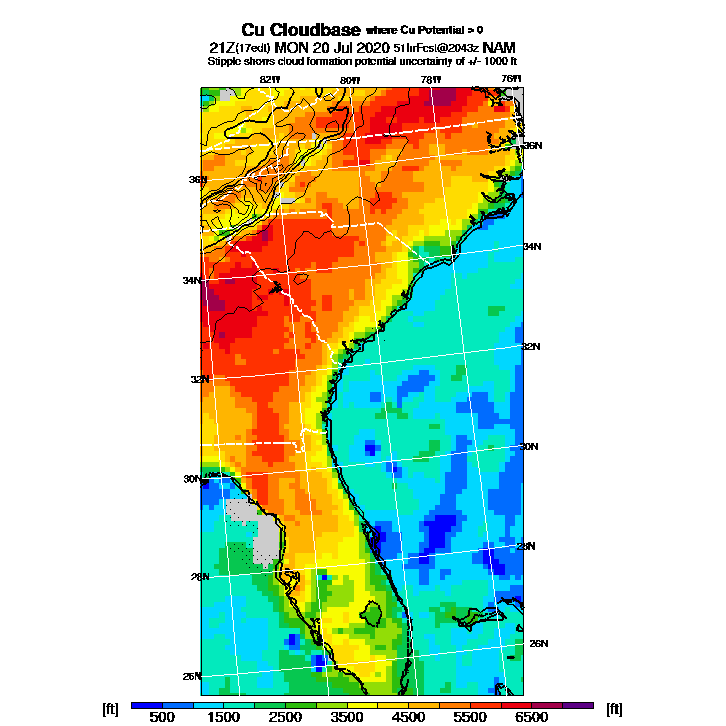 Cu Cloudbase where Cu Potential > 0
21Z(17edt) MON 20 Jul 2020 51hrFcst@2043z NAM
Stipple shows cloud formation potential uncertainty of +/- 1000 ft
82W 80W 78W 76W
36N
36N
34N
34N
32N
32N
30N
30N
28N
28N
26N
26N
[ft] 500 1500 2500 3500 4500 5500 6500 [ft]